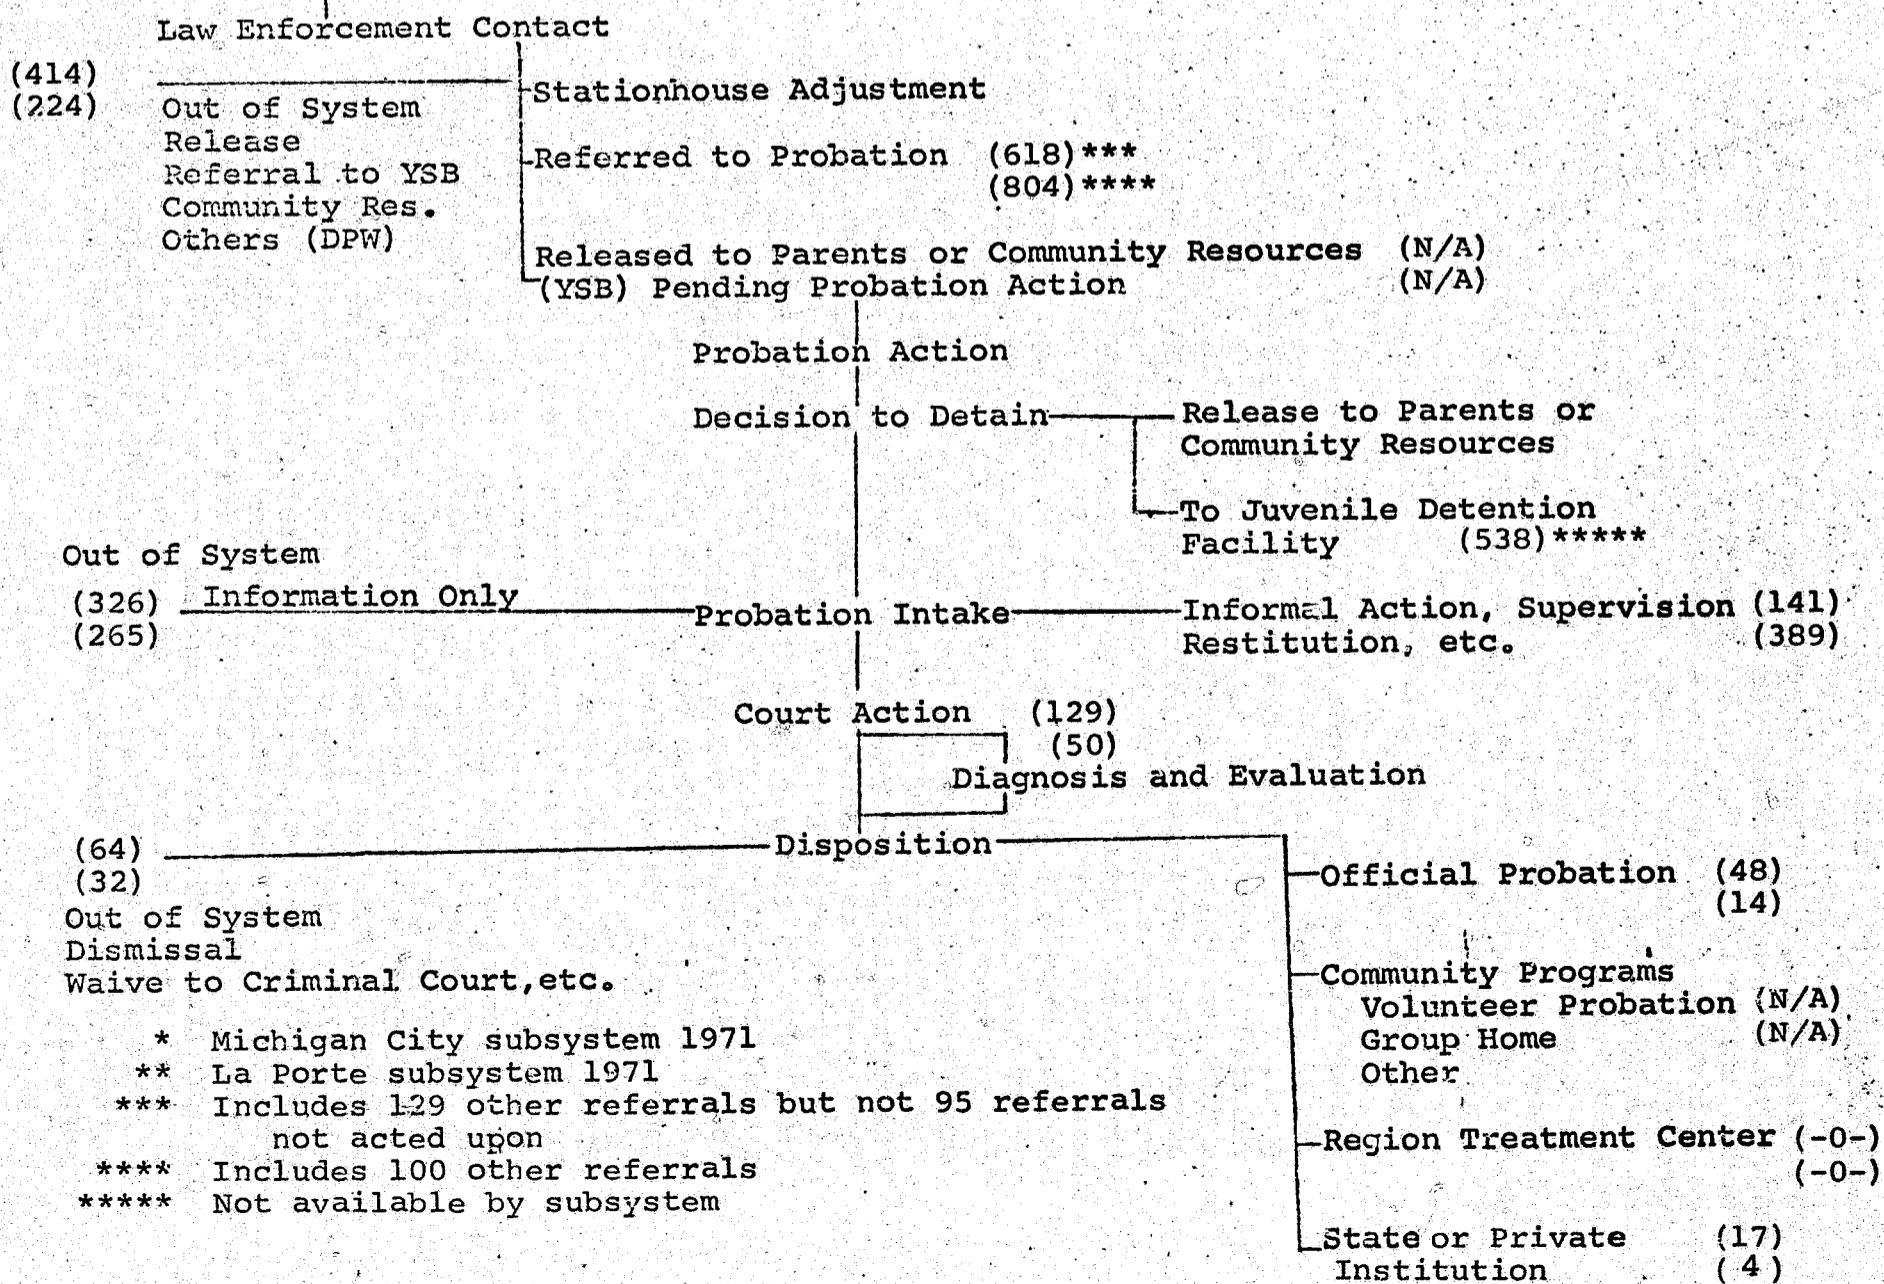 Law Enforcement Contact
(414)
(224)
Out of System
Release
Referral to YSB
Community Res.
Others (DPW)
Stationhouse Adjustment
Referred to Probation (618)***
(804)****
Released to Parents or Community Resources (N/A)
(YSB) Pending Probation Action (N/A)
Probation Action
Decision to Detain
Release to Parents or
Community Resources
To Juvenile Detention
Facility (538)*****
Out of System
(326) Information Only
(265)
Probation Intake
Informal Action, Supervision (141)
Restitution, etc. (389)
Court Action (129)
(50)
Diagnosis and Evaluation
Disposition
(64)
(32)
Out of System
Dismissal
Waive to Criminal Court,etc.
Official Probation (48)
(14)
Community Programs
Volunteer Probation (N/A)
Group Home (N/A)
Other
Region Treatment Center (-0-)
(-0-)
State or Private (17)
Institution (4)
* Michigan City subsystem 1971
** La Porte subsystem 1971
*** Includes 129 other referrals but not 95 referrals
not acted upon
**** Includes 100 other referrals
***** Not available by subsystem